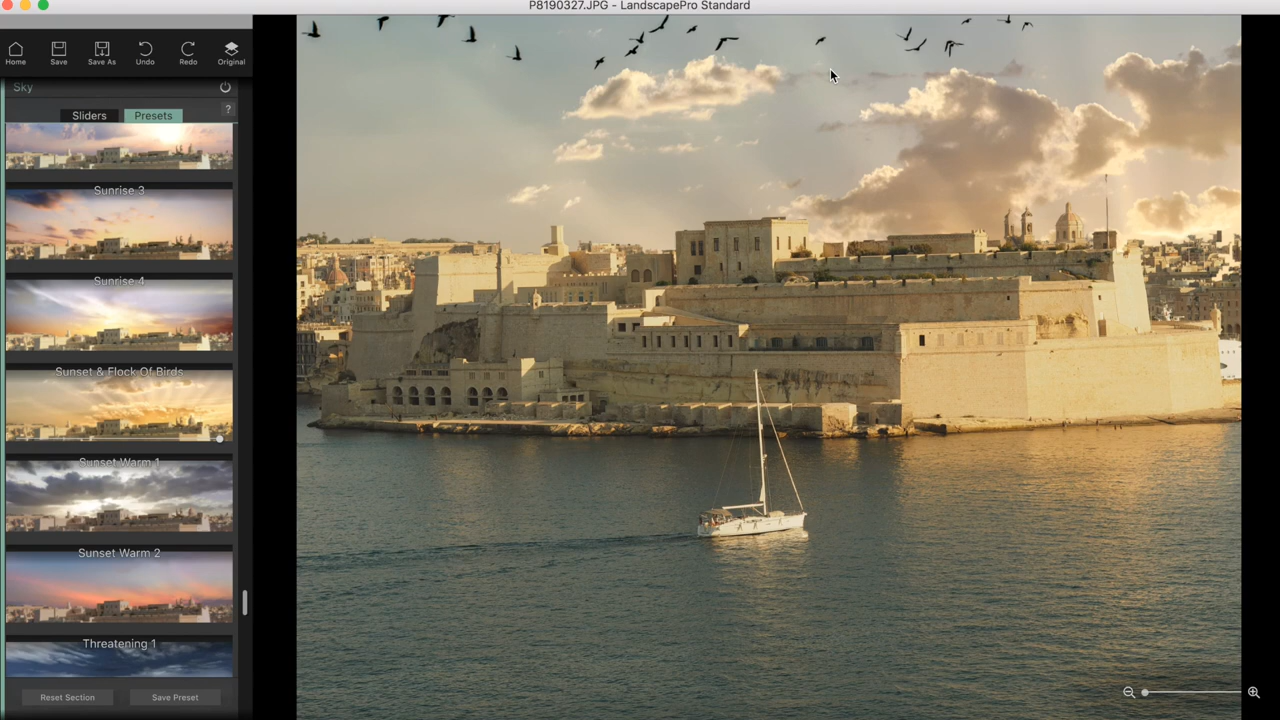 P8190327.JPG - LandscapePro Standard
Home
Save
Save As
Undo
Redo
Original
Sky
?
Sliders
Presets
Sunrise 3
Sunrise 4
Sunset & Flock Of Birds
Sunset Warm 1
Sunset Warm 2
Threatening 1
Reset Section
Save Preset